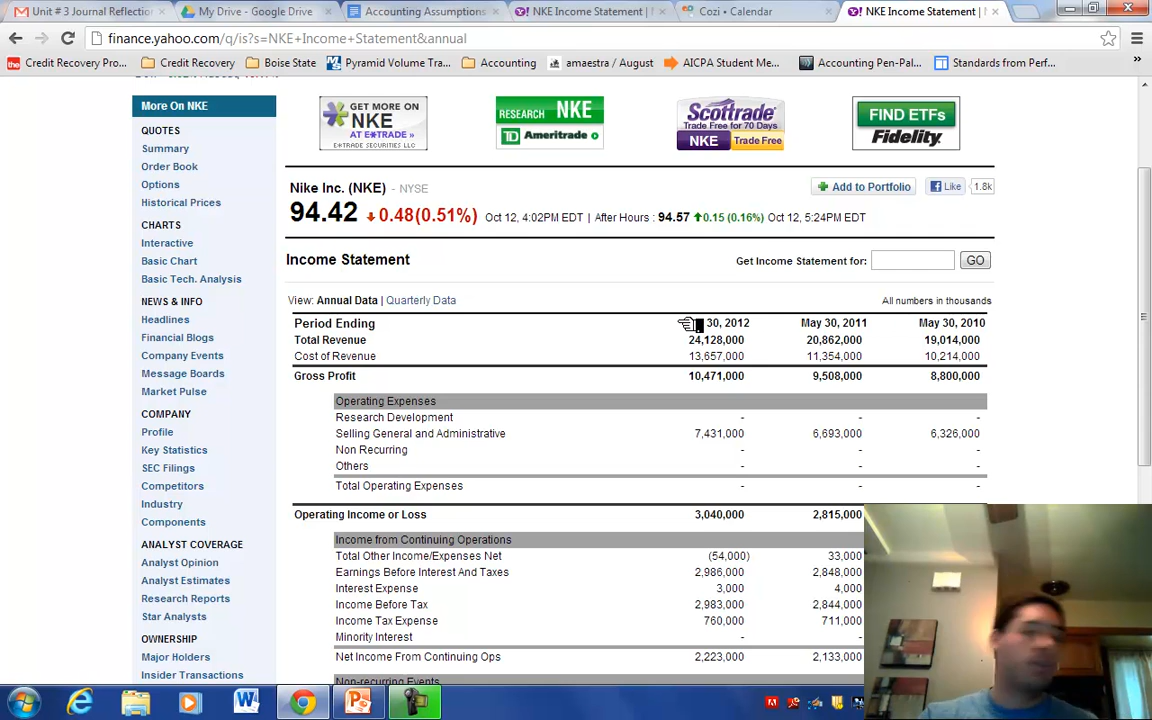 Unit # 3 Journal Reflection
My Drive - Google Drive
Accounting Assumptions
NKE Income Statement |
Cozi • Calendar
NKE Income Statement |
finance.yahoo.com/q/is?s=NKE+Income+Statement&annual
Credit Recovery Pro...
Credit Recovery
Boise State
Pyramid Volume Tra...
Accounting
amaestra / August
AICPA Student Me...
Accounting Pen-Pal...
Standards from Perf...
»
More On NKE
QUOTES
Summary
Order Book
Options
Historical Prices
CHARTS
Interactive
Basic Chart
Basic Tech. Analysis
NEWS & INFO
Headlines
Financial Blogs
Company Events
Message Boards
Market Pulse
COMPANY
Profile
Key Statistics
SEC Filings
Competitors
Industry
Components
ANALYST COVERAGE
Analyst Opinion
Analyst Estimates
Research Reports
Star Analysts
OWNERSHIP
Major Holders
Insider Transactions
GET MORE ON
NKE
AT E*TRADE »
E*TRADE SECURITIES LLC
RESEARCH NKE
TD Ameritrade
Scottrade
Trade Free for 70 Days
NKE Trade Free
FIND ETFs
Fidelity
Nike Inc. (NKE) - NYSE
Add to Portfolio
Like 1.8k
94.42 0.48(0.51%) Oct 12, 4:02PM EDT | After Hours : 94.57 0.15 (0.16%) Oct 12, 5:24PM EDT
Income Statement
Get Income Statement for: GO
View: Annual Data | Quarterly Data
All numbers in thousands
Period Ending 30, 2012 May 30, 2011 May 30, 2010
Total Revenue 24,128,000 20,862,000 19,014,000
Cost of Revenue 13,657,000 11,354,000 10,214,000
Gross Profit 10,471,000 9,508,000 8,800,000
Operating Expenses
Research Development - - -
Selling General and Administrative 7,431,000 6,693,000 6,326,000
Non Recurring - - -
Others - - -
Total Operating Expenses - - -
Operating Income or Loss 3,040,000 2,815,000
Income from Continuing Operations
Total Other Income/Expenses Net (54,000) 33,000
Earnings Before Interest And Taxes 2,986,000 2,848,000
Interest Expense 3,000 4,000
Income Before Tax 2,983,000 2,844,000
Income Tax Expense 760,000 711,000
Minority Interest - -
Net Income From Continuing Ops 2,223,000 2,133,000
Non-recurring Events